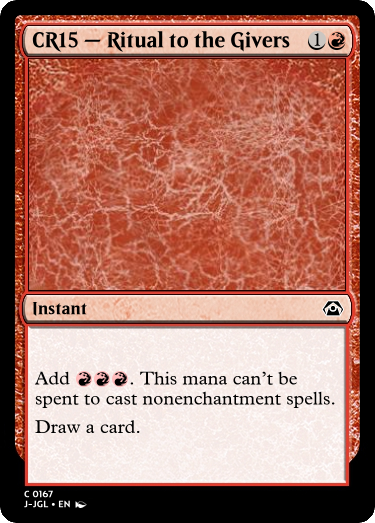 CR15 — Ritual to the Givers 1
Instant
Add . This mana can't be
spent to cast nonenchantment spells.
Draw a card.
C 0167
J-JGL • EN